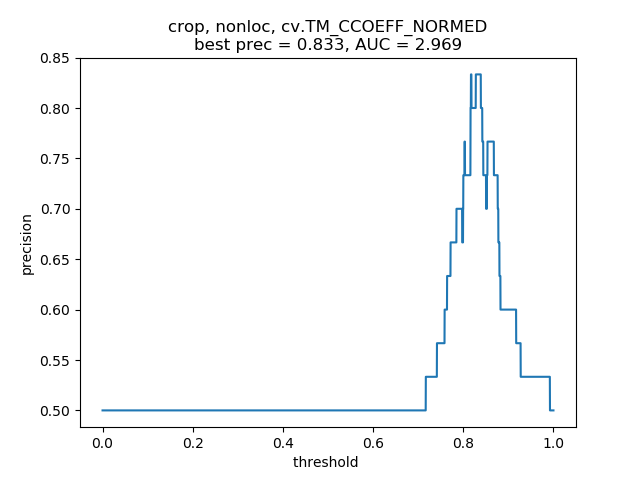 crop, nonloc, cv.TM_CCOEFF_NORMED
best prec = 0.833, AUC = 2.969
0.85
0.80
0.75
0.70
0.65
0.60
0.55
0.50
precision
0.0 0.2 0.4 0.6 0.8 1.0
threshold